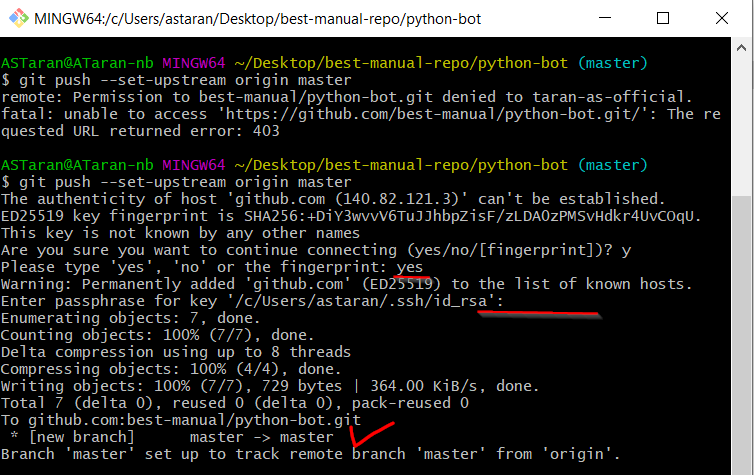 MINGW64:/c/Users/astaran/Desktop/best-manual-repo/python-bot
ASTaran@ATaran-nb MINGW64 ~/Desktop/best-manual-repo/python-bot (master)
$ git push --set-upstream origin master
remote: Permission to best-manual/python-bot.git denied to taran-as-official.
fatal: unable to access 'https://github.com/best-manual/python-bot.git/': The re
quested URL returned error: 403
ASTaran@ATaran-nb MINGW64 ~/Desktop/best-manual-repo/python-bot (master)
$ git push --set-upstream origin master
The authenticity of host 'github.com (140.82.121.3)' can't be established.
ED25519 key fingerprint is SHA256:+DiY3wvvV6TuJJhbpZisF/zLDA0zPMSvHdkr4UvCOqU.
This key is not known by any other names
Are you sure you want to continue connecting (yes/no/[fingerprint])? y
Please type 'yes', 'no' or the fingerprint: yes
Warning: Permanently added 'github.com' (ED25519) to the list of known hosts.
Enter passphrase for key '/c/Users/astaran/.ssh/id_rsa':
Enumerating objects: 7, done.
Counting objects: 100% (7/7), done.
Delta compression using up to 8 threads
Compressing objects: 100% (4/4), done.
Writing objects: 100% (7/7), 729 bytes | 364.00 KiB/s, done.
Total 7 (delta 0), reused 0 (delta 0), pack-reused 0
To github.com:best-manual/python-bot.git
* [new branch]      master -> master
Branch 'master' set up to track remote branch 'master' from 'origin'.